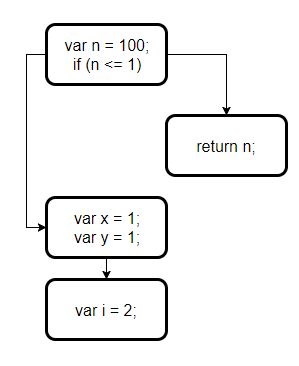 var n = 100;
if (n <= 1)
return n;
var x = 1;
var y = 1;
var i = 2;